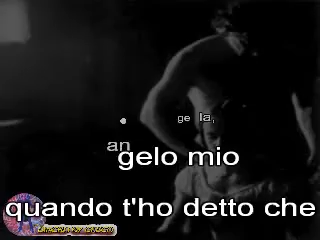 ge la,
an
gelo mio
quando t'ho detto che